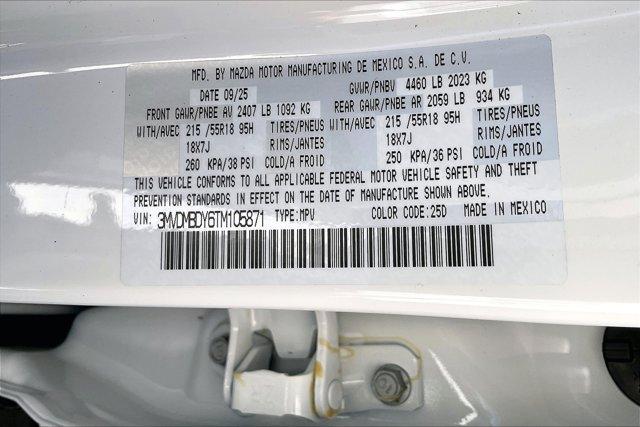 MFD. BY MAZDA MOTOR MANUFACTURING DE MEXICO S.A. DE C.V.
DATE 09/25 GVWR/PNBV 4460 LB 2023 KG
FRONT GAWR/PNBE AV 2407 LB 1092 KG REAR GAWR/PNBE AR 2059 LB 934 KG
WITH/AVEC 215 /55R18 95H TIRES/PNEUS WITH/AVEC 215 /55R18 95H TIRES/PNEUS
18X7J RIMS/JANTES 18X7J RIMS/JANTES
260 KPA/38 PSI COLD/A FROID 250 KPA/36 PSI COLD/A FROID
THIS VEHICLE CONFORMS TO ALL APPLICABLE FEDERAL MOTOR VEHICLE SAFETY AND THEFT
PREVENTION STANDARDS IN EFFECT ON THE DATE OF MANUFACTURE SHOWN ABOVE.
VIN: 3MVDMBDY6TM105871 TYPE:MPV COLOR CODE:25D MADE IN MEXICO